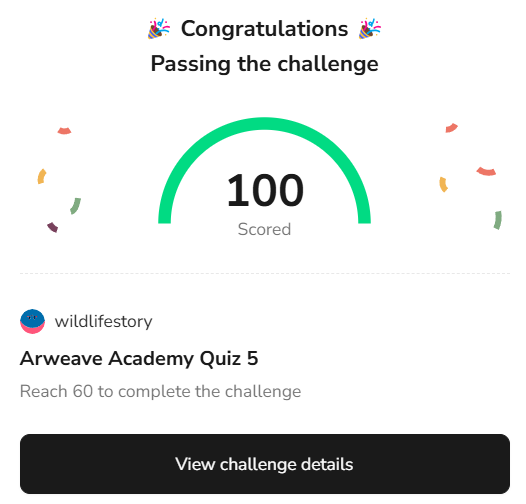 Congratulations
Passing the challenge
100
Scored
wildlifestory
Arweave Academy Quiz 5
Reach 60 to complete the challenge
View challenge details